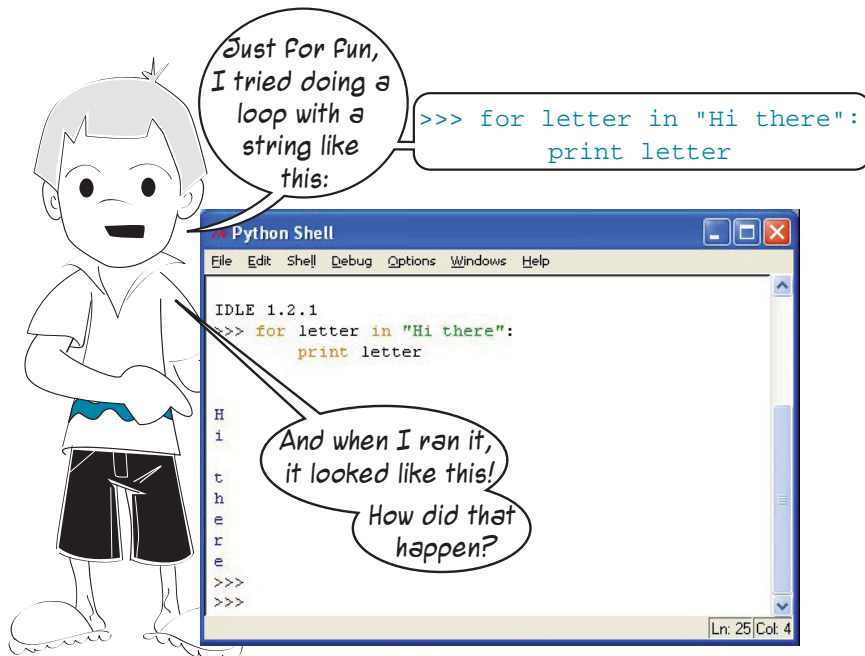 Just for fun,
I tried doing a
loop with a
string like
this:
>>> for letter in "Hi there":
print letter
Python Shell
File Edit Shell Debug Options Windows Help
IDLE 1.2.1
>>> for letter in "Hi there":
print letter
H
i
t
h
e
r
e
>>>
>>>
And when I ran it,
it looked like this!
How did that
happen?
Ln: 25 Col: 4